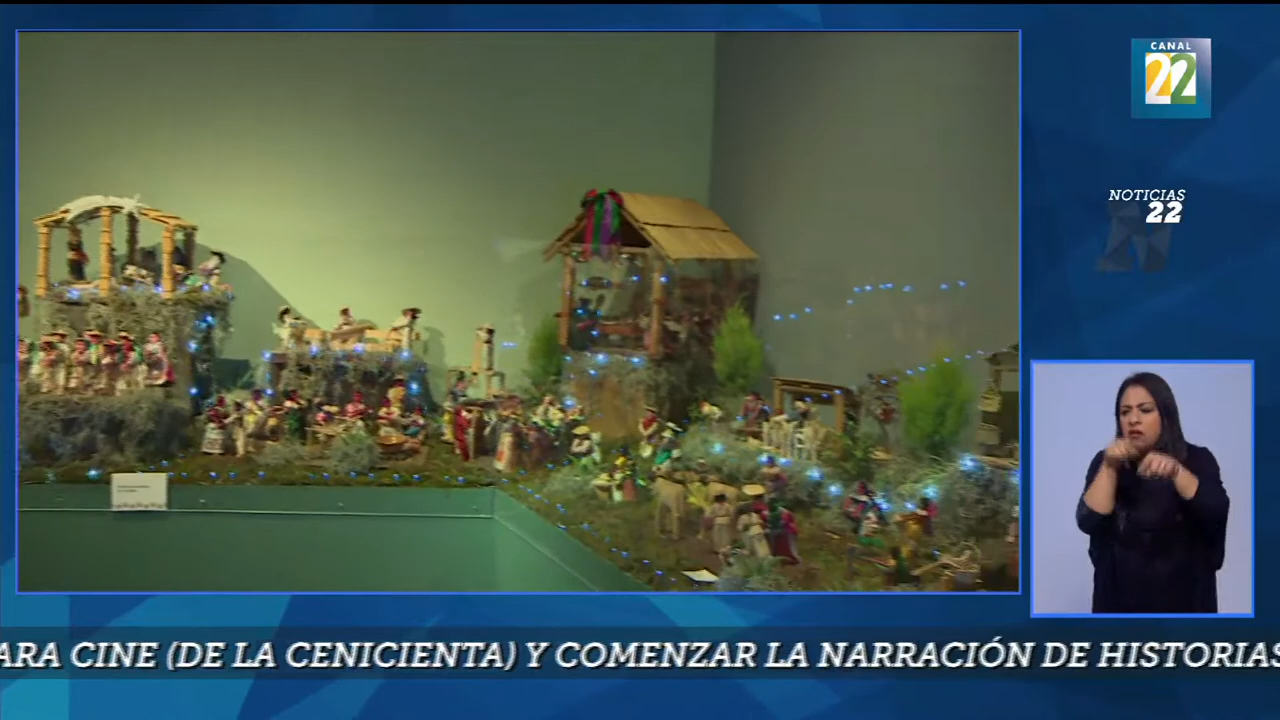 CANAL
22
NOTICIAS
22
ARA CINE (DE LA CENICIENTA) Y COMENZAR LA NARRACIÓN DE HISTORIAS